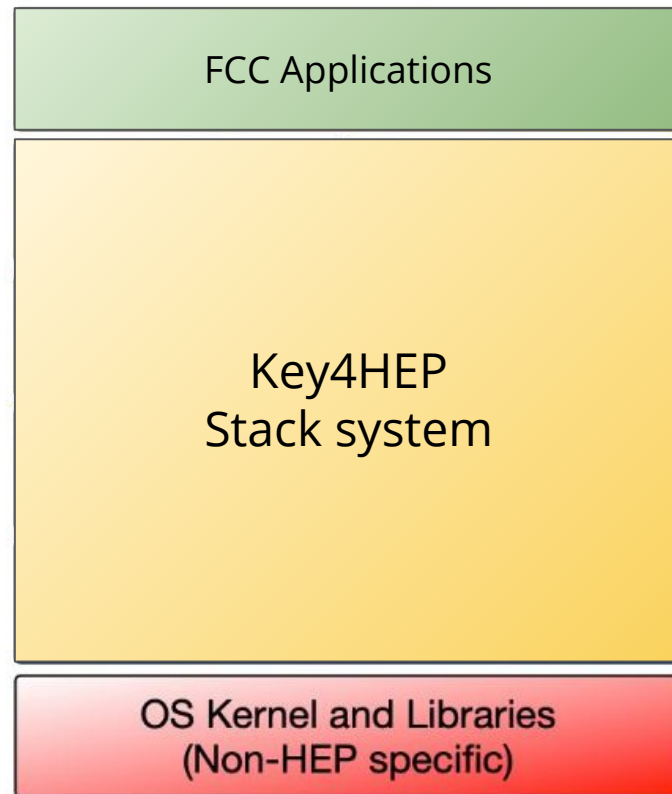 FCC Applications
Key4HEP
Stack system
OS Kernel and Libraries
(Non-HEP specific)